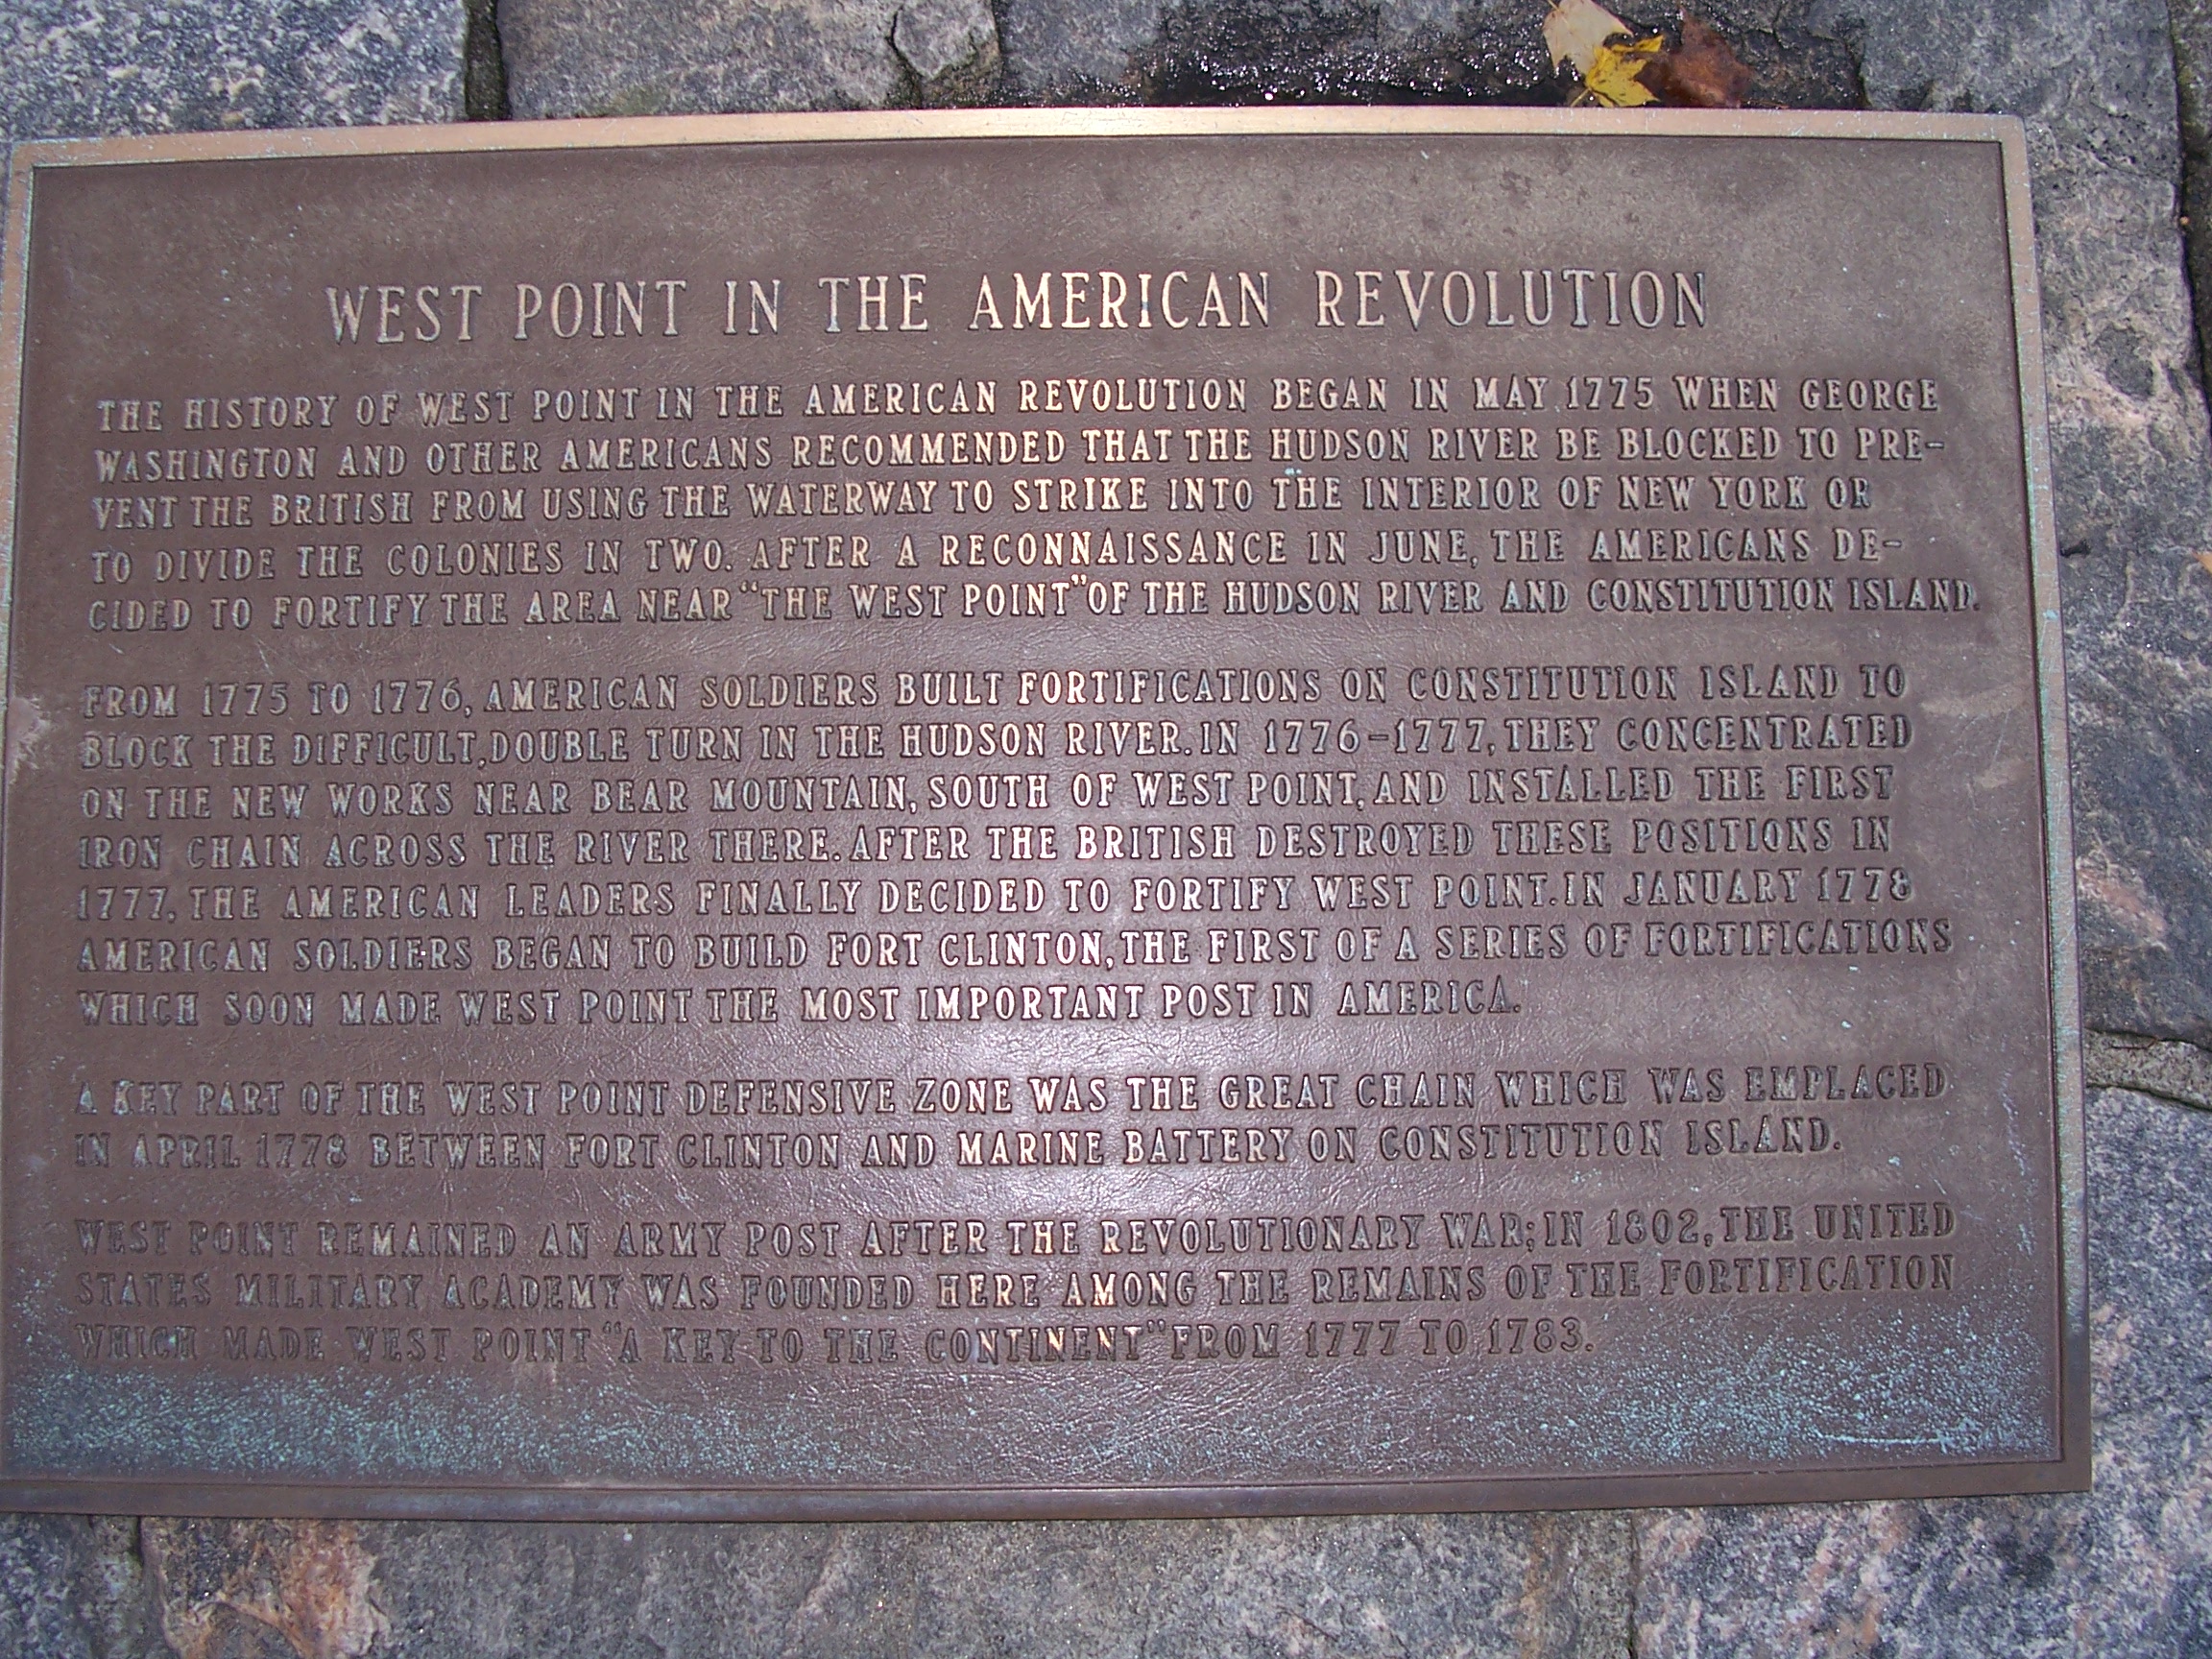 WEST POINT IN THE AMERICAN REVOLUTION
THE HISTORY OF WEST POINT IN THE AMERICAN REVOLUTION BEGAN IN MAY 1775 WHEN GEORGE
WASHINGTON AND OTHER AMERICANS RECOMMENDED THAT THE HUDSON RIVER BE BLOCKED TO PRE-
VENT THE BRITISH FROM USING THE WATERWAY TO STRIKE INTO THE INTERIOR OF NEW YORK OR
TO DIVIDE THE COLONIES IN TWO. AFTER A RECONNAISSANCE IN JUNE, THE AMERICANS DE-
CIDED TO FORTIFY THE AREA NEAR "THE WEST POINT" OF THE HUDSON RIVER AND CONSTITUTION ISLAND.
FROM 1775 TO 1776, AMERICAN SOLDIERS BUILT FORTIFICATIONS ON CONSTITUTION ISLAND TO
BLOCK THE DIFFICULT, DOUBLE TURN IN THE HUDSON RIVER. IN 1776-1777, THEY CONCENTRATED
ON THE NEW WORKS NEAR BEAR MOUNTAIN, SOUTH OF WEST POINT, AND INSTALLED THE FIRST
IRON CHAIN ACROSS THE RIVER THERE. AFTER THE BRITISH DESTROYED THESE POSITIONS IN
1777, THE AMERICAN LEADERS FINALLY DECIDED TO FORTIFY WEST POINT. IN JANUARY 1778
AMERICAN SOLDIERS BEGAN TO BUILD FORT CLINTON, THE FIRST OF A SERIES OF FORTIFICATIONS
WHICH SOON MADE WEST POINT THE MOST IMPORTANT POST IN AMERICA.
A KEY PART OF THE WEST POINT DEFENSIVE ZONE WAS THE GREAT CHAIN WHICH WAS EMPLACED
IN APRIL 1778 BETWEEN FORT CLINTON AND MARINE BATTERY ON CONSTITUTION ISLAND.
WEST POINT REMAINED AN ARMY POST AFTER THE REVOLUTIONARY WAR; IN 1802, THE UNITED
STATES MILITARY ACADEMY WAS FOUNDED HERE AMONG THE REMAINS OF THE FORTIFICATION
WHICH MADE WEST POINT "A KEY TO THE CONTINENT" FROM 1777 TO 1783.